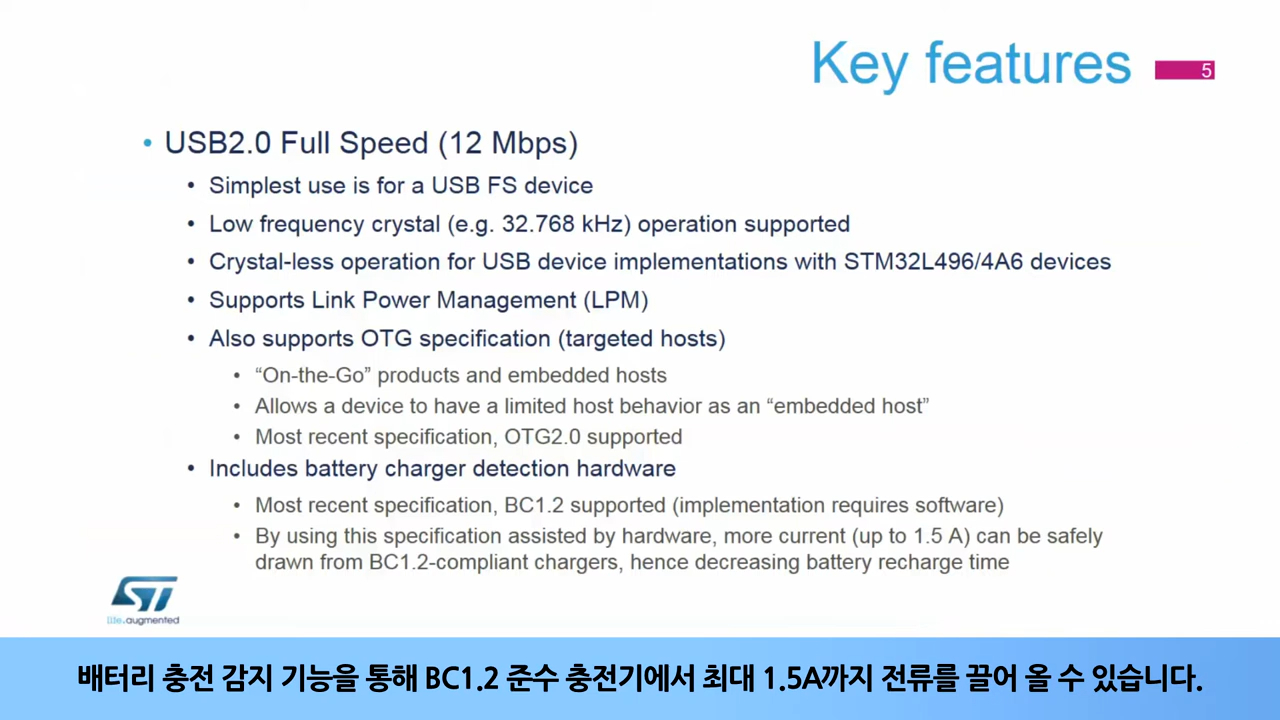 Key features
5
• USB2.0 Full Speed (12 Mbps)
• Simplest use is for a USB FS device
• Low frequency crystal (e.g. 32.768 kHz) operation supported
• Crystal-less operation for USB device implementations with STM32L496/4A6 devices
• Supports Link Power Management (LPM)
• Also supports OTG specification (targeted hosts)
• “On-the-Go” products and embedded hosts
• Allows a device to have a limited host behavior as an “embedded host”
• Most recent specification, OTG2.0 supported
• Includes battery charger detection hardware
• Most recent specification, BC1.2 supported (implementation requires software)
• By using this specification assisted by hardware, more current (up to 1.5 A) can be safely
drawn from BC1.2-compliant chargers, hence decreasing battery recharge time
ST
life.augmented
배터리 충전 감지 기능을 통해 BC1.2 준수 충전기에서 최대 1.5A까지 전류를 끌어 올 수 있습니다.